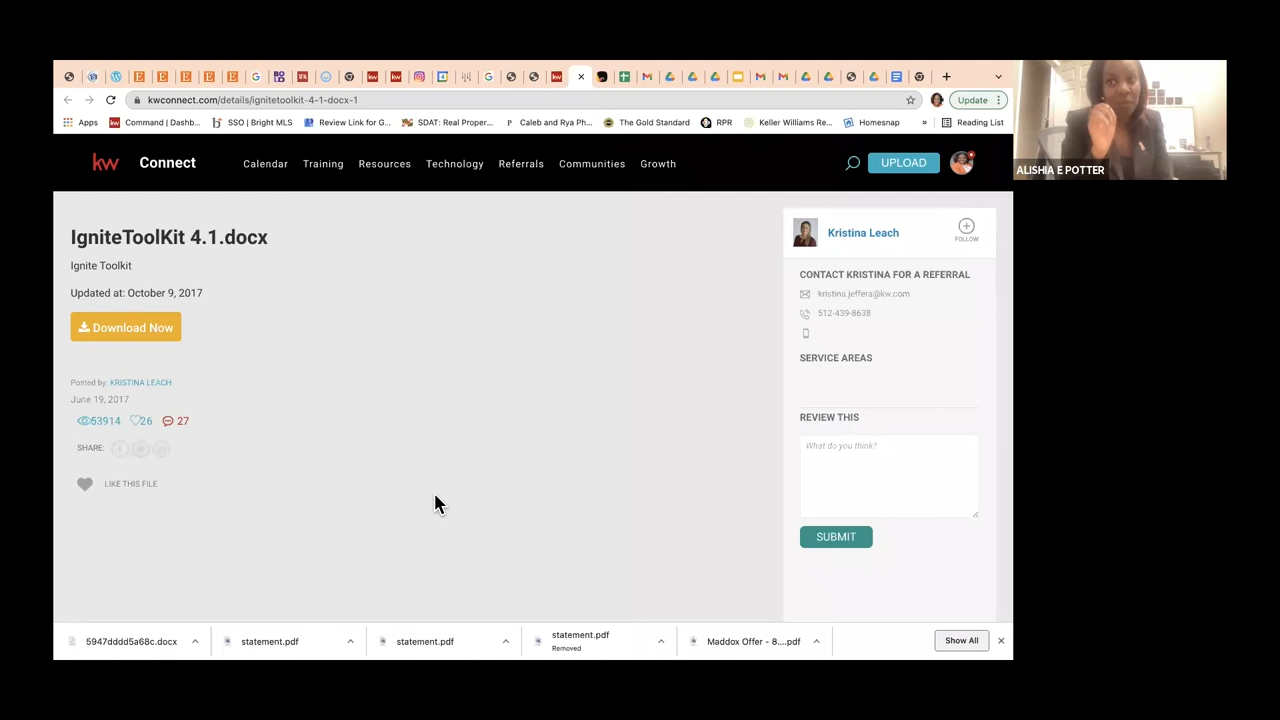 kwconnect.com/details/ignitetoolkit-4-1-docx-1
Update
Apps
Command | Dashb...
SSO | Bright MLS
Review Link for G...
SDAT: Real Proper...
Caleb and Rya Ph...
The Gold Standard
RPR
Keller Williams Re...
Homesnap
»
Reading List
kw Connect
Calendar
Training
Resources
Technology
Referrals
Communities
Growth
UPLOAD
ALISHIA E POTTER
IgniteToolKit 4.1.docx
Ignite Toolkit
Updated at: October 9, 2017
Download Now
Posted by: KRISTINA LEACH
June 19, 2017
53914
26
27
SHARE:
LIKE THIS FILE
Kristina Leach
FOLLOW
CONTACT KRISTINA FOR A REFERRAL
kristina.jeffers@kw.com
512-439-8638
SERVICE AREAS
REVIEW THIS
What do you think?
SUBMIT
5947dddd5a68c.docx
statement.pdf
statement.pdf
statement.pdf
Removed
Maddox Offer - 8....pdf
Show All